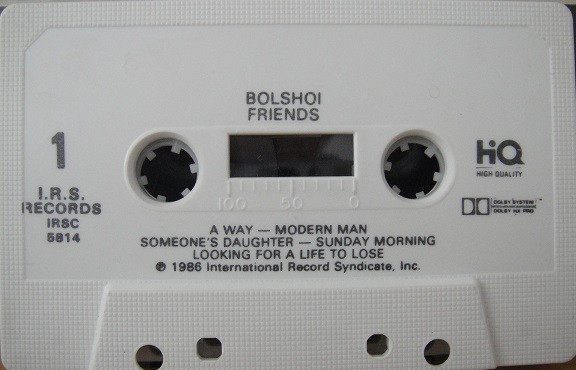 BOLSHOI
FRIENDS
1
I.R.S.
RECORDS
IRSC
5814
HQ
HIGH QUALITY
DOLBY SYSTEM
DOLBY HX PRO
100 50 0
A WAY — MODERN MAN
SOMEONE'S DAUGHTER — SUNDAY MORNING
LOOKING FOR A LIFE TO LOSE
℗ 1986 International Record Syndicate, Inc.